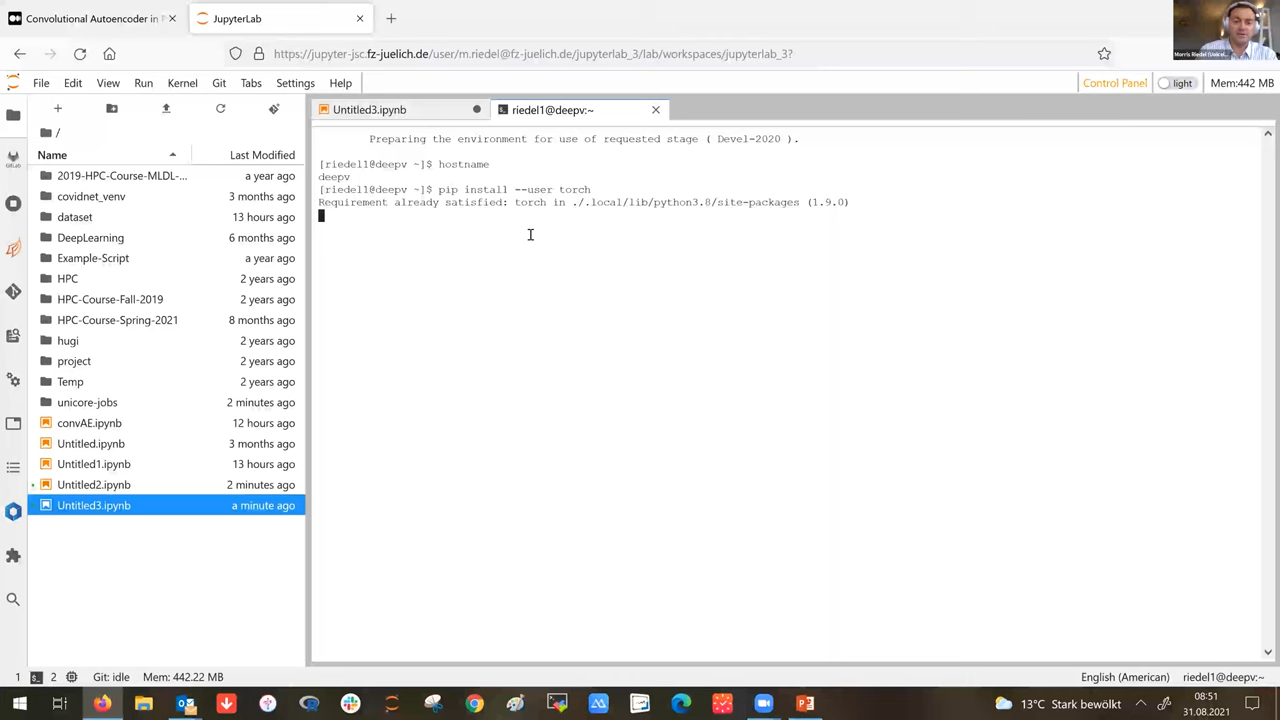 Convolutional Autoencoder in
JupyterLab
https://jupyter-jsc.fz-juelich.de/user/m.riedel@fz-juelich.de/jupyterlab_3/lab/workspaces/jupyterlab_3?
Morris Riedel
File Edit View Run Kernel Git Tabs Settings Help
Control Panel light Mem:442 MB
Untitled3.ipynb
riedel1@deepv:~
/
Name Last Modified
2019-HPC-Course-MLDL-... a year ago
covidnet_venv 3 months ago
dataset 13 hours ago
DeepLearning 6 months ago
Example-Script a year ago
HPC 2 years ago
HPC-Course-Fall-2019 2 years ago
HPC-Course-Spring-2021 8 months ago
hugi 2 years ago
project 2 years ago
Temp 2 years ago
unicore-jobs 2 minutes ago
convAE.ipynb 12 hours ago
Untitled.ipynb 3 months ago
Untitled1.ipynb 13 hours ago
Untitled2.ipynb 2 minutes ago
Untitled3.ipynb a minute ago
Preparing the environment for use of requested stage ( Devel-2020 ).
[riedel1@deepv ~]$ hostname
deepv
[riedel1@deepv ~]$ pip install --user torch
Requirement already satisfied: torch in ./.local/lib/python3.8/site-packages (1.9.0)
1 2 Git: idle Mem: 442.22 MB
English (American) riedel1@deepv:~
13°C Stark bewölkt
08:51
31.08.2021